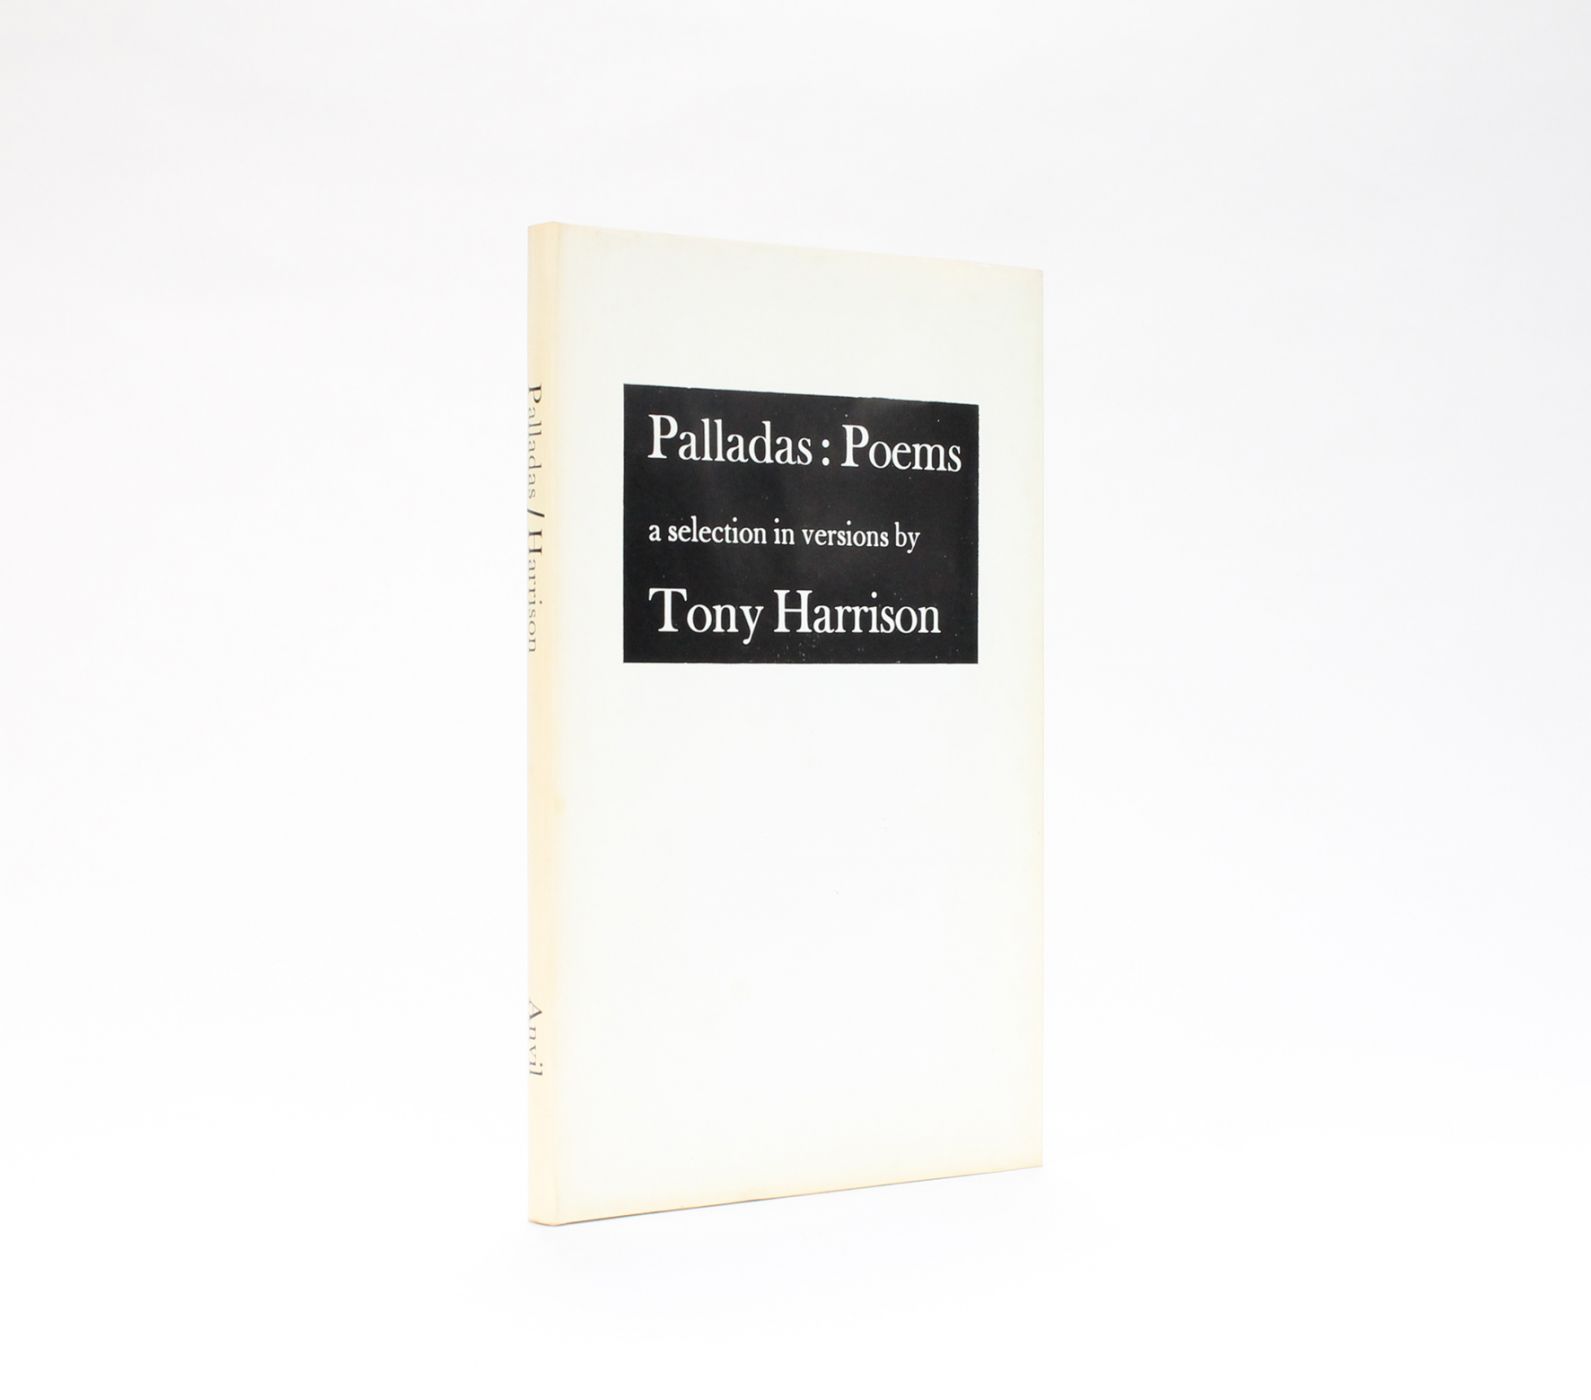 Palladas : Poems
a selection in versions by
Tony Harrison
Palladas / Harrison
Anvil